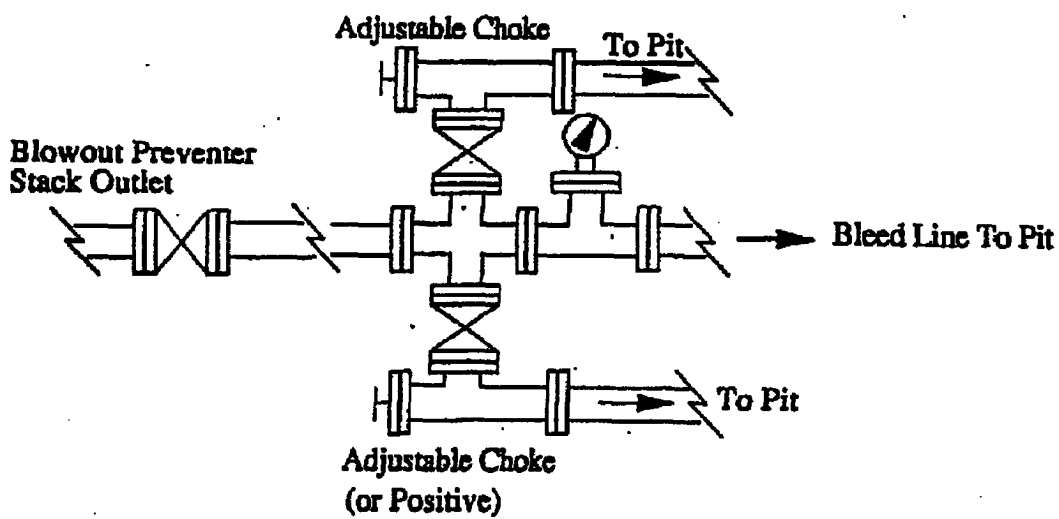 Adjustable Choke
To Pit
Blowout Preventer
Stack Outlet
Bleed Line To Pit
To Pit
Adjustable Choke
(or Positive)